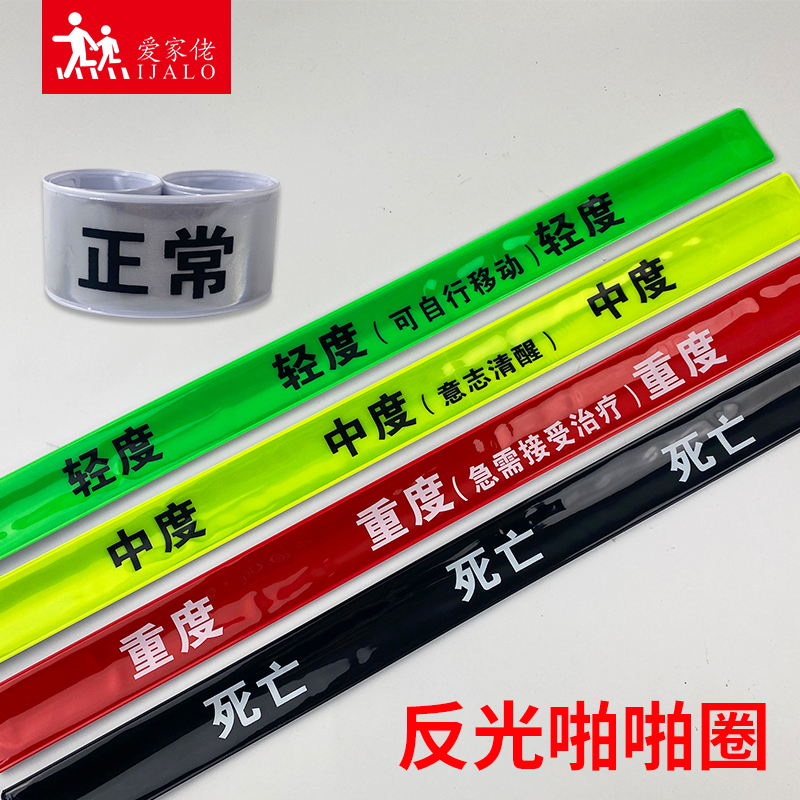 爱家佬
IJALO
正常
轻度 轻度(可自行移动) 轻度
中度 中度(意志清醒) 中度
重度 重度(急需接受治疗) 重度
死亡 死亡 死亡
反光啪啪圈